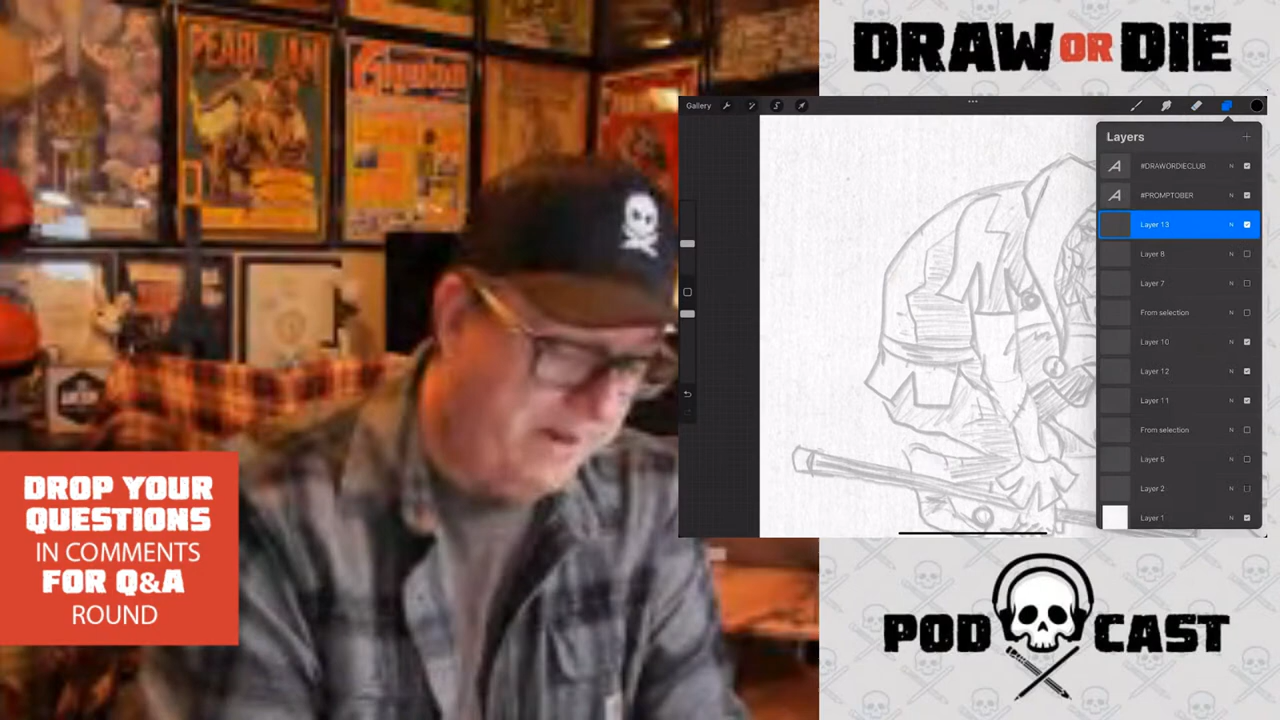 PEARL JAM
DRAW OR DIE
Gallery
Layers
#DRAWORDIECLUB N
#PROMPTOBER N
Layer 13 N
Layer 8 N
Layer 7 N
From selection N
Layer 10 N
Layer 12 N
Layer 11 N
From selection N
Layer 5 N
Layer 2 N
Layer 1 N
DROP YOUR
QUESTIONS
IN COMMENTS
FOR Q&A
ROUND
POD CAST